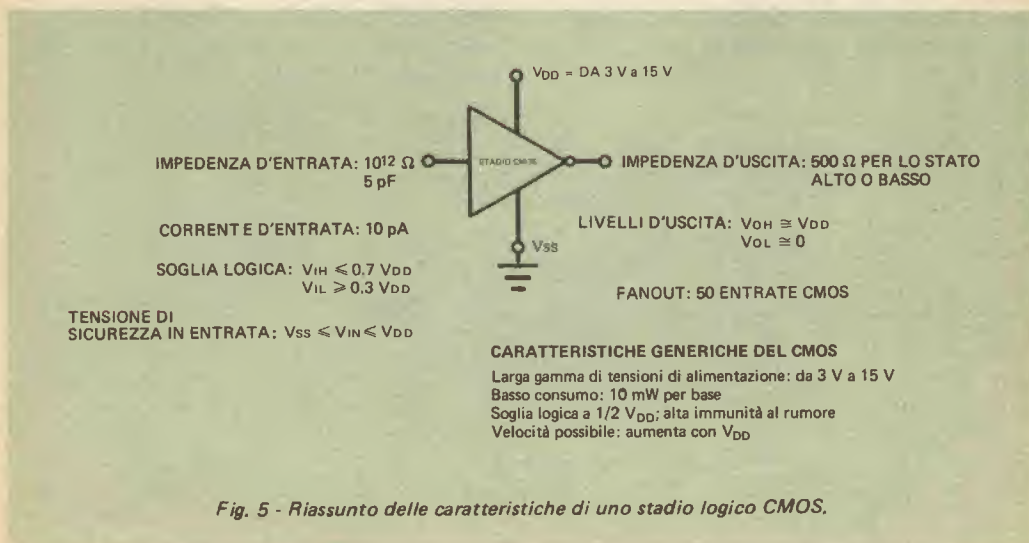 VDD = DA 3 V a 15 V
IMPEDENZA D'ENTRATA: 10¹² Ω
5 pF
STADIO CMOS
IMPEDENZA D'USCITA: 500 Ω PER LO STATO
ALTO O BASSO
CORRENTE D'ENTRATA: 10 pA
VSS
LIVELLI D'USCITA: VOH ≅ VDD
VOL ≅ 0
SOGLIA LOGICA: VIH ⩽ 0.7 VDD
VIL ⩾ 0.3 VDD
FANOUT: 50 ENTRATE CMOS
TENSIONE DI
SICUREZZA IN ENTRATA: VSS ⩽ VIN ⩽ VDD
CARATTERISTICHE GENERICHE DEL CMOS
Larga gamma di tensioni di alimentazione: da 3 V a 15 V
Basso consumo: 10 mW per base
Soglia logica a 1/2 VDD; alta immunità al rumore
Velocità possibile: aumenta con VDD
Fig. 5 - Riassunto delle caratteristiche di uno stadio logico CMOS.